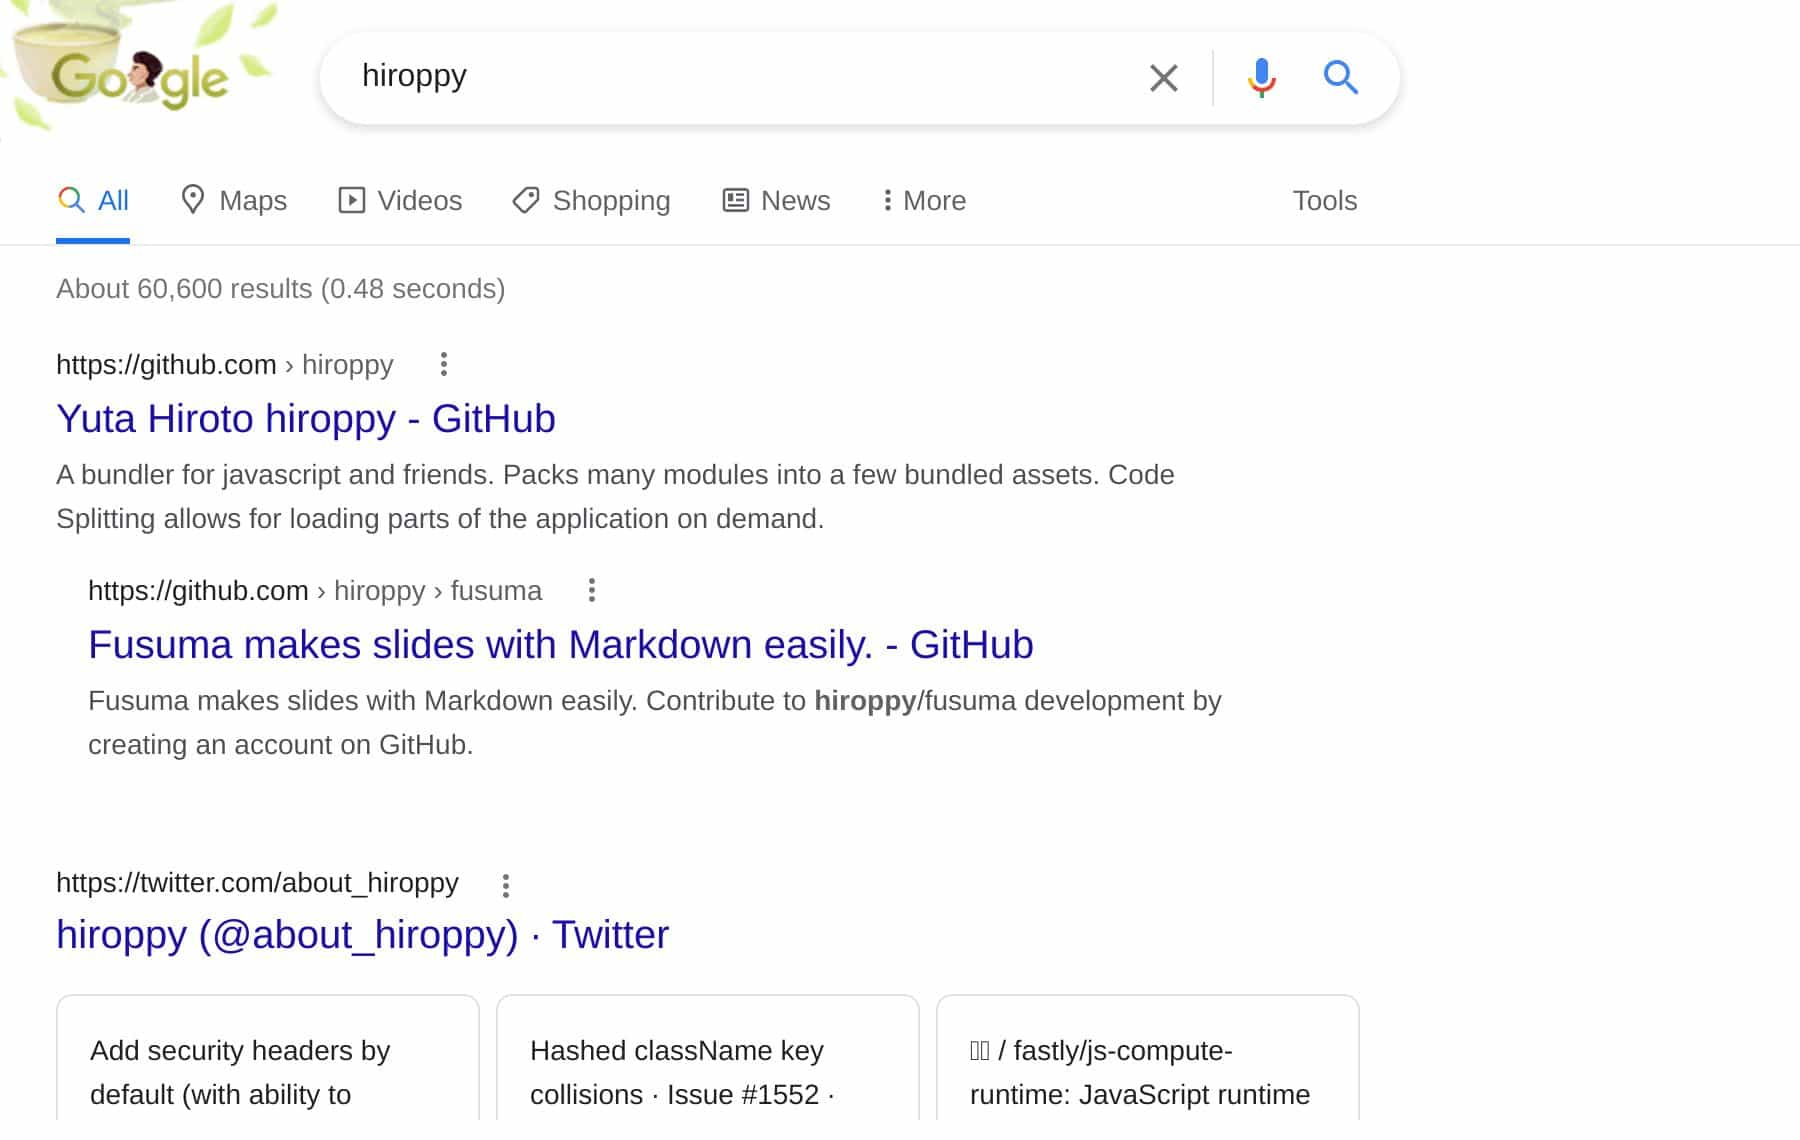 Google
hiroppy
All
Maps
Videos
Shopping
News
More
Tools
About 60,600 results (0.48 seconds)
https://github.com › hiroppy
Yuta Hiroto hiroppy - GitHub
A bundler for javascript and friends. Packs many modules into a few bundled assets. Code
Splitting allows for loading parts of the application on demand.
https://github.com › hiroppy › fusuma
Fusuma makes slides with Markdown easily. - GitHub
Fusuma makes slides with Markdown easily. Contribute to hiroppy/fusuma development by
creating an account on GitHub.
https://twitter.com/about_hiroppy
hiroppy (@about_hiroppy) · Twitter
Add security headers by
default (with ability to
Hashed className key
collisions · Issue #1552 ·
/ fastly/js-compute-
runtime: JavaScript runtime